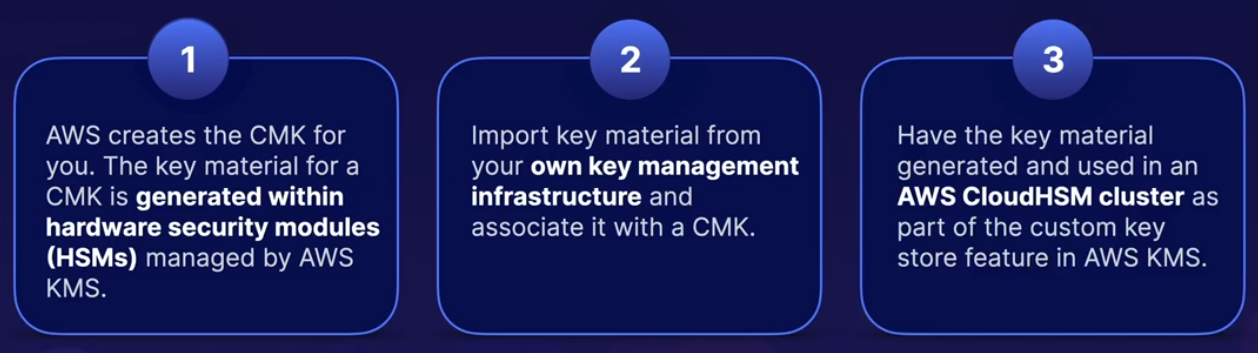 1
AWS creates the CMK for
you. The key material for a
CMK is generated within
hardware security modules
(HSMs) managed by AWS
KMS.
2
Import key material from
your own key management
infrastructure and
associate it with a CMK.
3
Have the key material
generated and used in an
AWS CloudHSM cluster as
part of the custom key
store feature in AWS KMS.